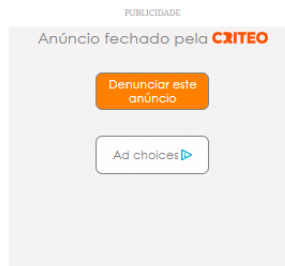 PUBLICIDADE
Anúncio fechado pela CRITEO
Denunciar este
anúncio
Ad choices